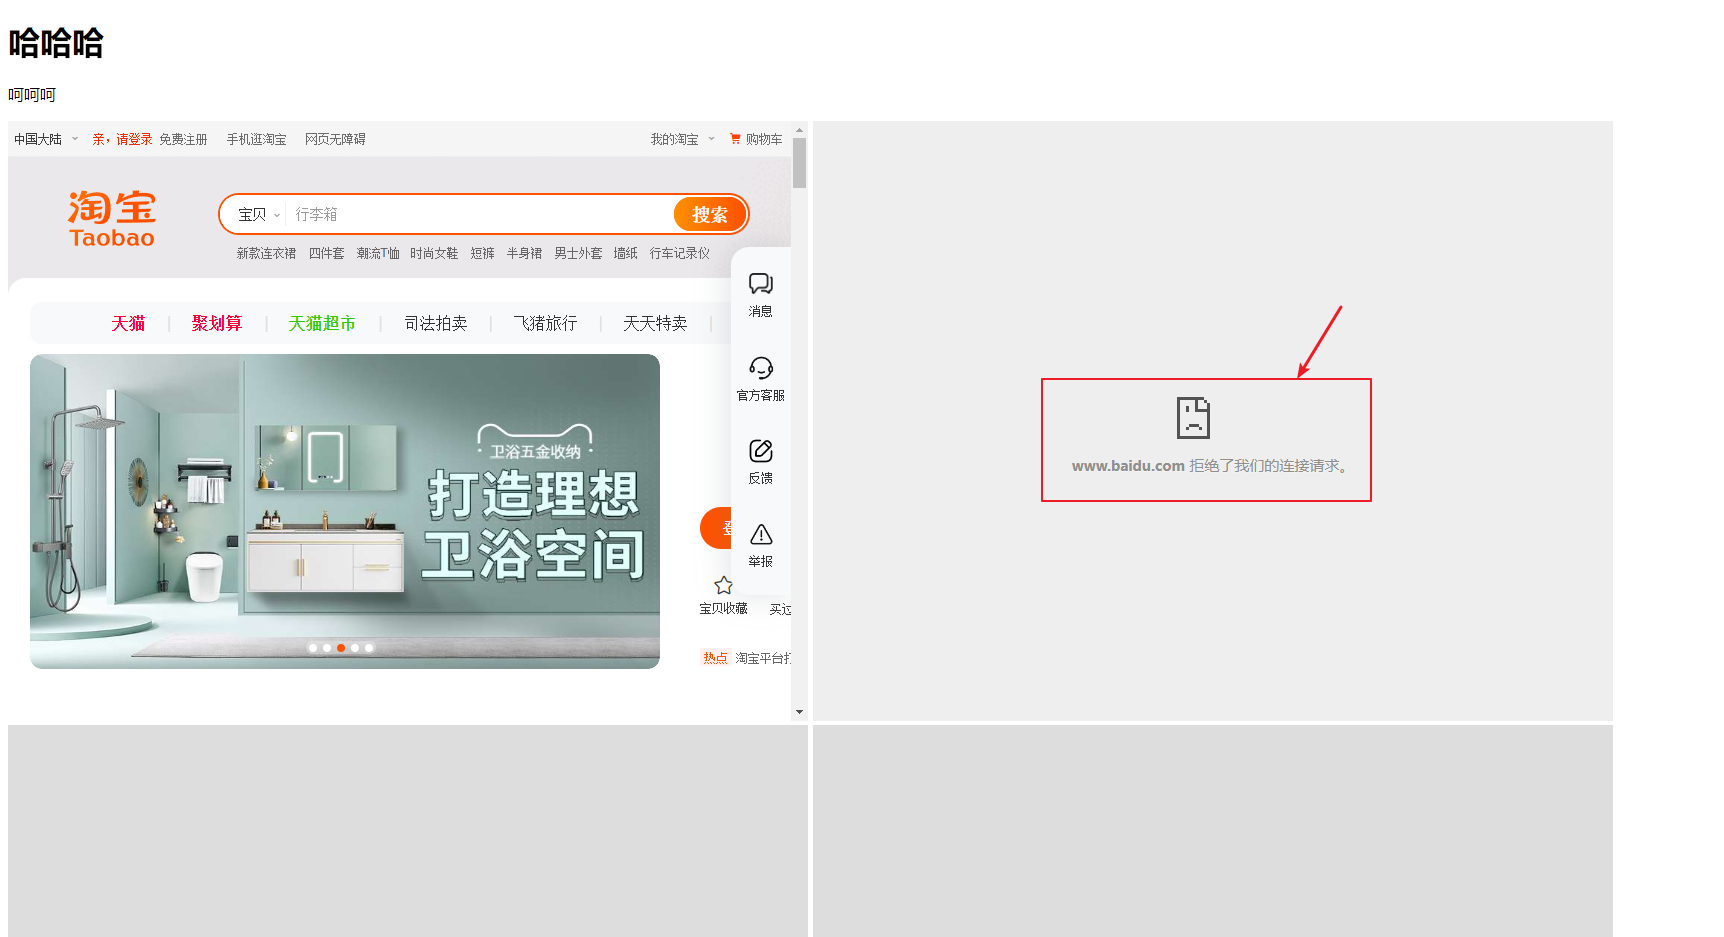 哈哈哈
呵呵呵
中国大陆 亲，请登录 免费注册 手机逛淘宝 网页无障碍 我的淘宝 购物车
淘宝
Taobao
宝贝 行李箱 搜索
新款连衣裙 四件套 潮流T恤 时尚女鞋 短裤 半身裙 男士外套 墙纸 行车记录仪
消息
天猫 聚划算 天猫超市 司法拍卖 飞猪旅行 天天特卖
官方客服
卫浴五金收纳
打造理想
卫浴空间
反馈
www.baidu.com 拒绝了我们的连接请求。
举报
宝贝收藏 买过
热点 淘宝平台打